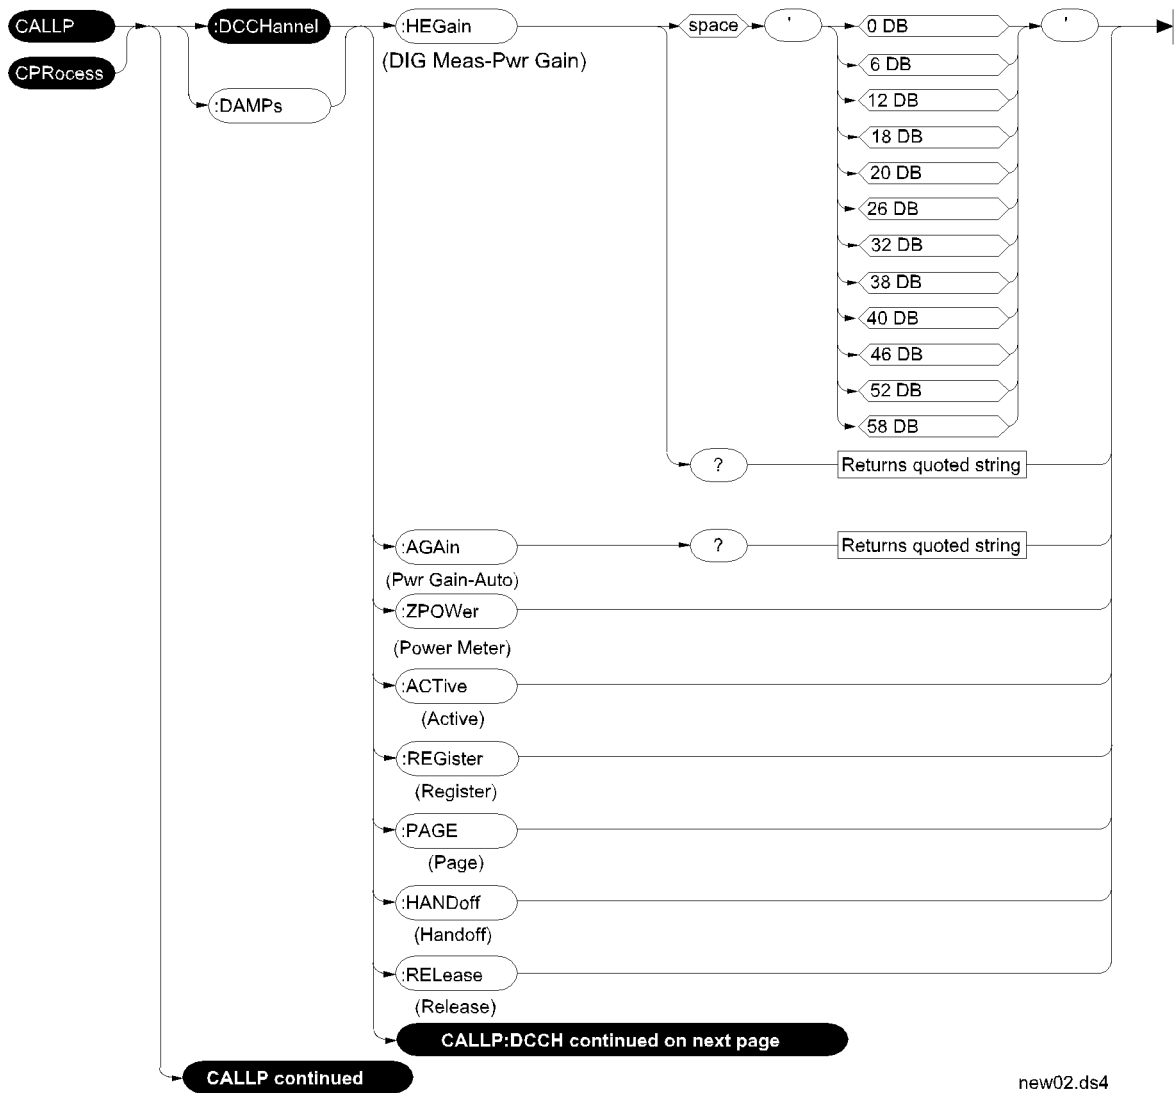 CALLP
:DCCHannel
:HEGain
space
'
0 DB
'
(DIG Meas-Pwr Gain)
CPRocess
6 DB
:DAMPs
12 DB
18 DB
20 DB
26 DB
32 DB
38 DB
40 DB
46 DB
52 DB
58 DB
?
Returns quoted string
:AGAin
?
Returns quoted string
(Pwr Gain-Auto)
:ZPOWer
(Power Meter)
:ACTive
(Active)
:REGister
(Register)
:PAGE
(Page)
:HANDoff
(Handoff)
:RELease
(Release)
CALLP:DCCH continued on next page
CALLP continued
new02.ds4